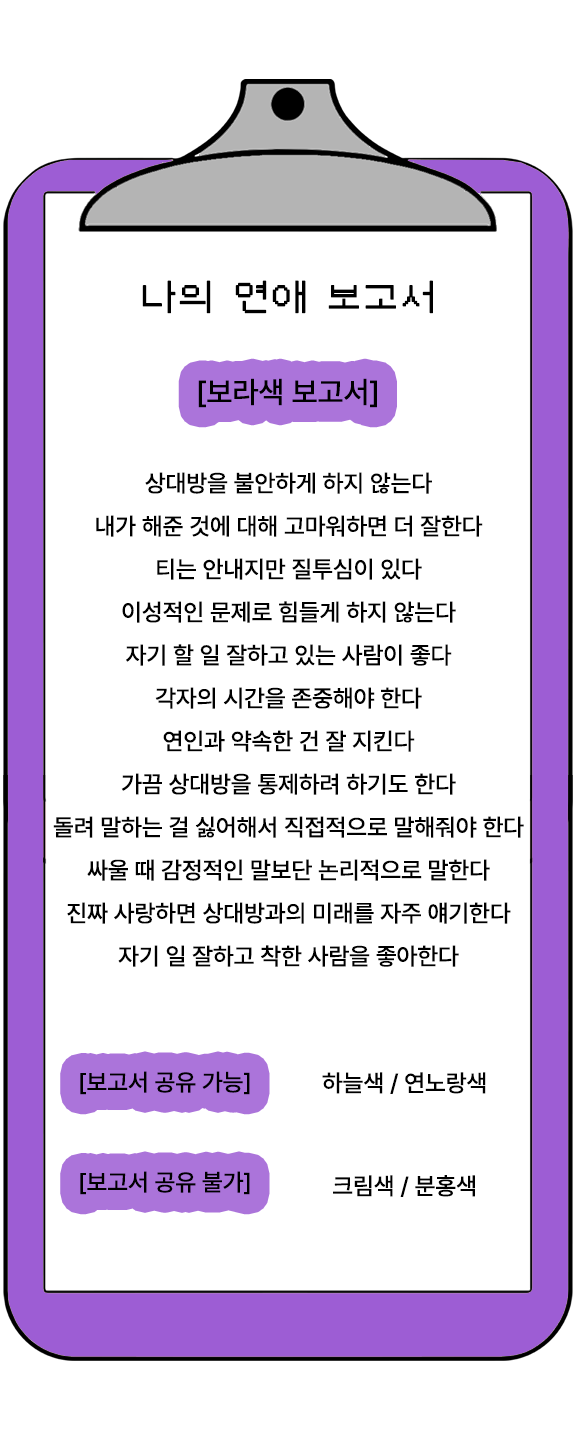 나의 연애 보고서
[보라색 보고서]
상대방을 불안하게 하지 않는다
내가 해준 것에 대해 고마워하면 더 잘한다
티는 안내지만 질투심이 있다
이성적인 문제로 힘들게 하지 않는다
자기 할 일 잘하고 있는 사람이 좋다
각자의 시간을 존중해야 한다
연인과 약속한 건 잘 지킨다
가끔 상대방을 통제하려 하기도 한다
돌려 말하는 걸 싫어해서 직접적으로 말해줘야 한다
싸울 때 감정적인 말보단 논리적으로 말한다
진짜 사랑하면 상대방과의 미래를 자주 얘기한다
자기 일 잘하고 착한 사람을 좋아한다
[보고서 공유 가능] 하늘색 / 연노랑색
[보고서 공유 불가] 크림색 / 분홍색